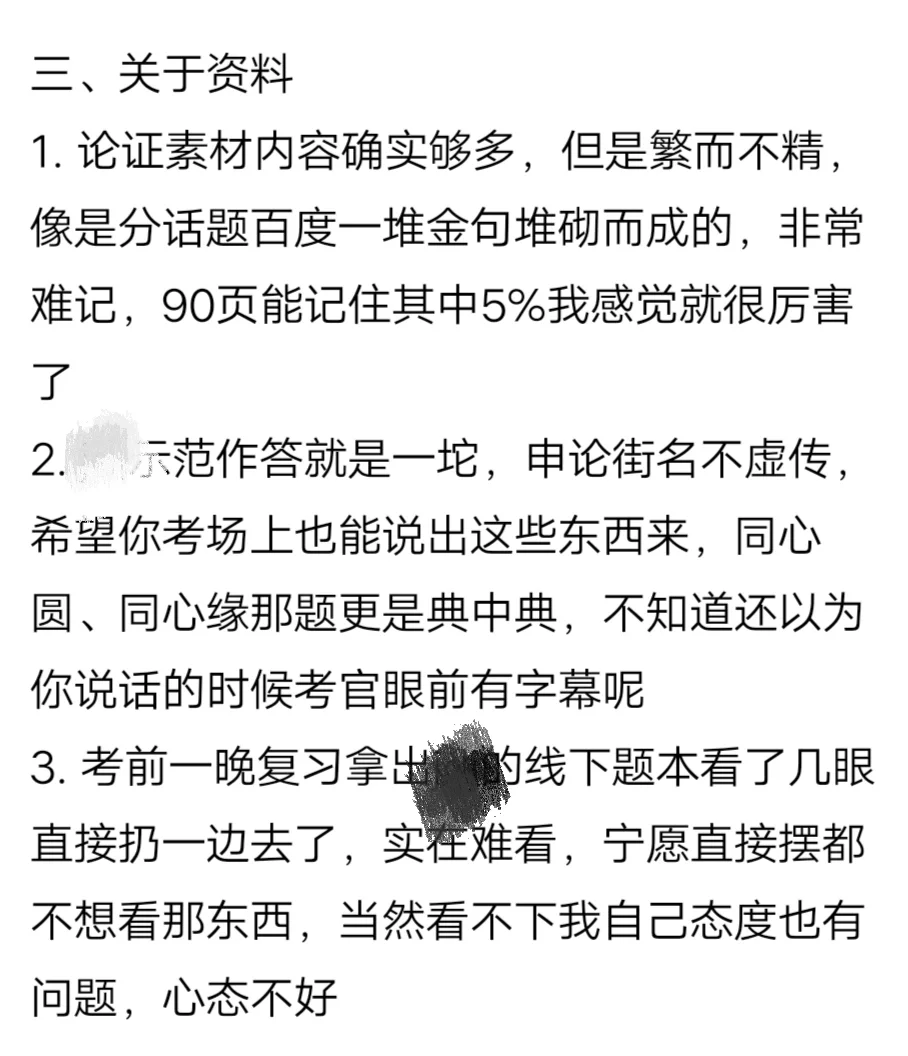 三、关于资料
1. 论证素材内容确实够多，但是繁而不精，
像是分话题百度一堆金句堆砌而成的，非常
难记，90页能记住其中5%我感觉就很厉害
了
2. 示范作答就是一坨，申论街名不虚传，
希望你考场上也能说出这些东西来，同心
圆、同心缘那题更是典中典，不知道还以为
你说话的时候考官眼前有字幕呢
3. 考前一晚复习拿出的线下题本看了几眼
直接扔一边去了，实在难看，宁愿直接摆都
不想看那东西，当然看不下我自己态度也有
问题，心态不好